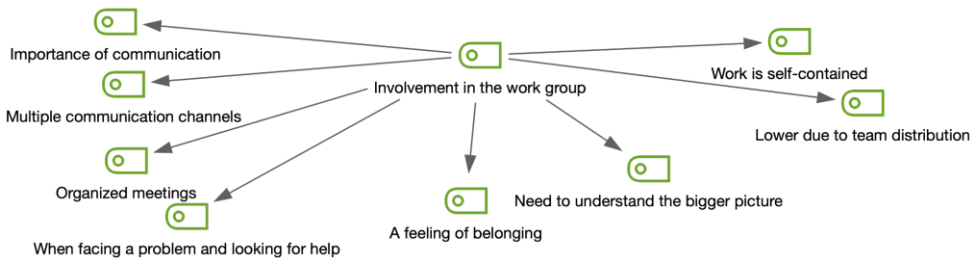 Importance of communication
Work is self-contained
Involvement in the work group
Multiple communication channels
Lower due to team distribution
Organized meetings
Need to understand the bigger picture
A feeling of belonging
When facing a problem and looking for help